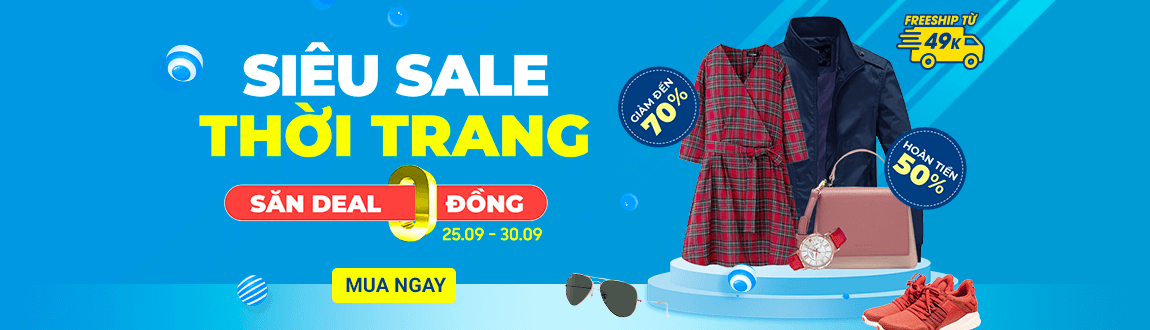 SIÊU SALE
THỜI TRANG
SĂN DEAL 0 ĐỒNG
25.09 - 30.09
MUA NGAY
GIẢM ĐẾN
70%
HOÀN TIỀN
50%
FREESHIP TỪ
49K